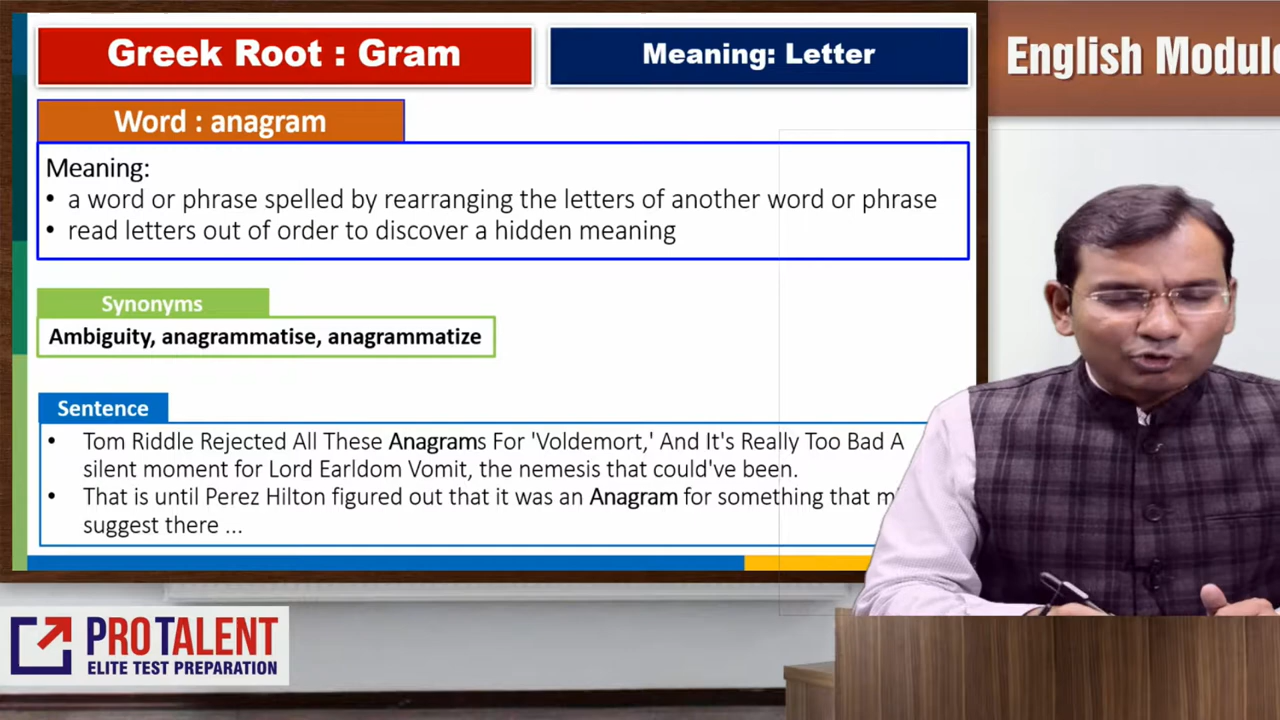 Greek Root : Gram
Meaning: Letter
English Module
Word : anagram
Meaning:
• a word or phrase spelled by rearranging the letters of another word or phrase
• read letters out of order to discover a hidden meaning
Synonyms
Ambiguity, anagrammatise, anagrammatize
Sentence
• Tom Riddle Rejected All These Anagrams For 'Voldemort,' And It's Really Too Bad A
silent moment for Lord Earldom Vomit, the nemesis that could've been.
• That is until Perez Hilton figured out that it was an Anagram for something that
suggest there ...
PROTALENT
ELITE TEST PREPARATION